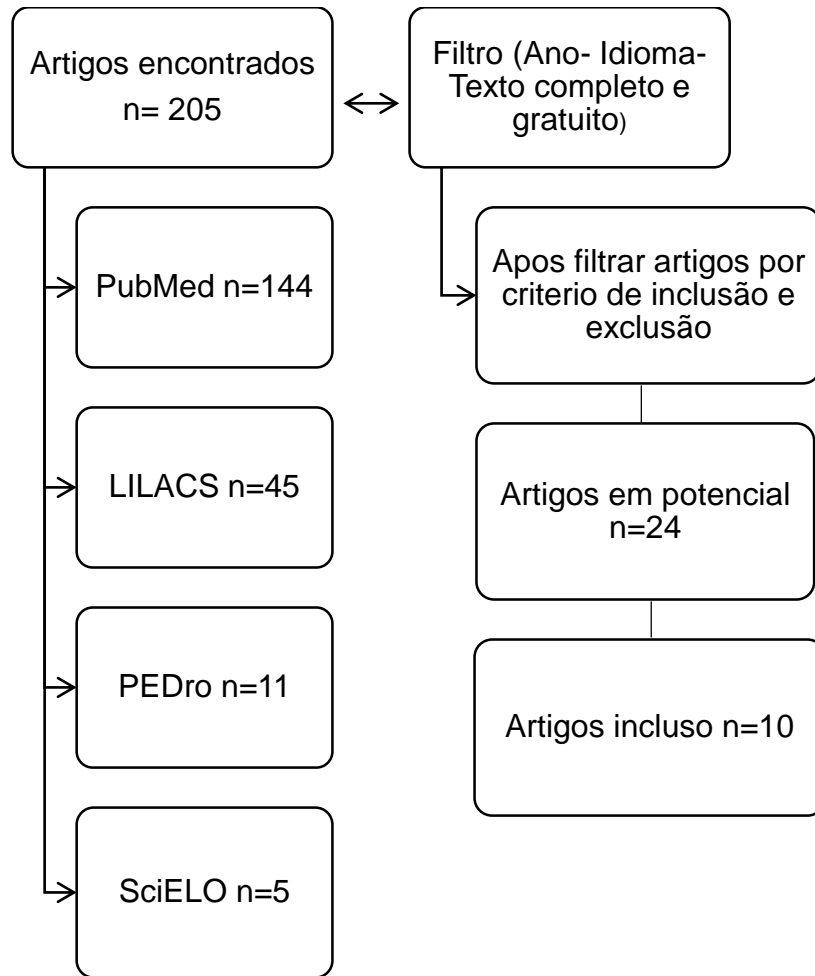 Artigos encontrados
n= 205
Filtro (Ano- Idioma-
Texto completo e
gratuito)
PubMed n=144
LILACS n=45
PEDro n=11
SciELO n=5
Apos filtrar artigos por
criterio de inclusão e
exclusão
Artigos em potencial
n=24
Artigos incluso n=10